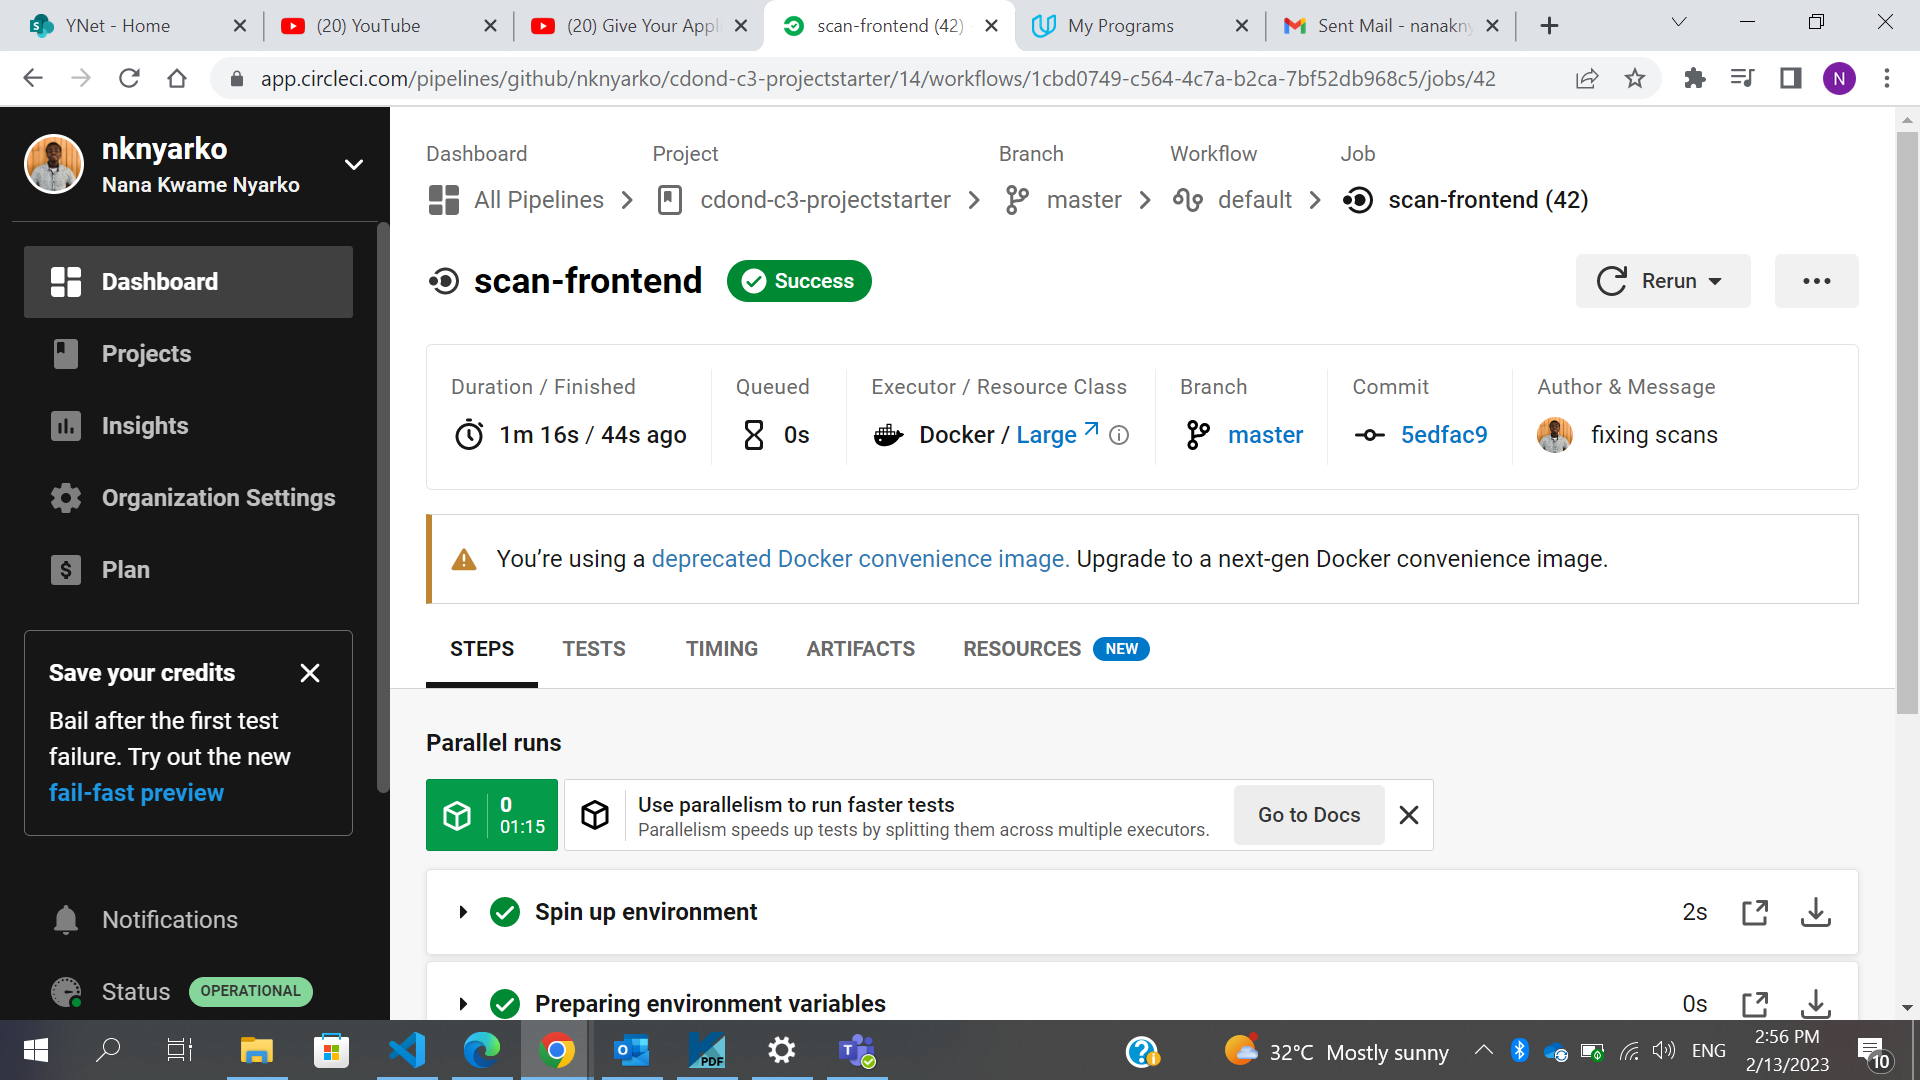 YNet - Home
(20) YouTube
(20) Give Your Appli
scan-frontend (42)
My Programs
Sent Mail - nanakny
app.circleci.com/pipelines/github/nknyarko/cdond-c3-projectstarter/14/workflows/1cbd0749-c564-4c7a-b2ca-7bf52db968c5/jobs/42
N
nknyarko
Nana Kwame Nyarko
Dashboard
Projects
Insights
Organization Settings
Plan
Save your credits
Bail after the first test
failure. Try out the new
fail-fast preview
Notifications
Status OPERATIONAL
Dashboard Project Branch Workflow Job
All Pipelines cdond-c3-projectstarter master default scan-frontend (42)
scan-frontend Success
Rerun
Duration / Finished Queued Executor / Resource Class Branch Commit Author & Message
1m 16s / 44s ago 0s Docker / Large master 5edfac9 fixing scans
You’re using a deprecated Docker convenience image. Upgrade to a next-gen Docker convenience image.
STEPS TESTS TIMING ARTIFACTS RESOURCES NEW
Parallel runs
0
01:15
Use parallelism to run faster tests
Parallelism speeds up tests by splitting them across multiple executors.
Go to Docs
Spin up environment 2s
Preparing environment variables 0s
PDF
32°C Mostly sunny
ENG
2:56 PM
2/13/2023
10